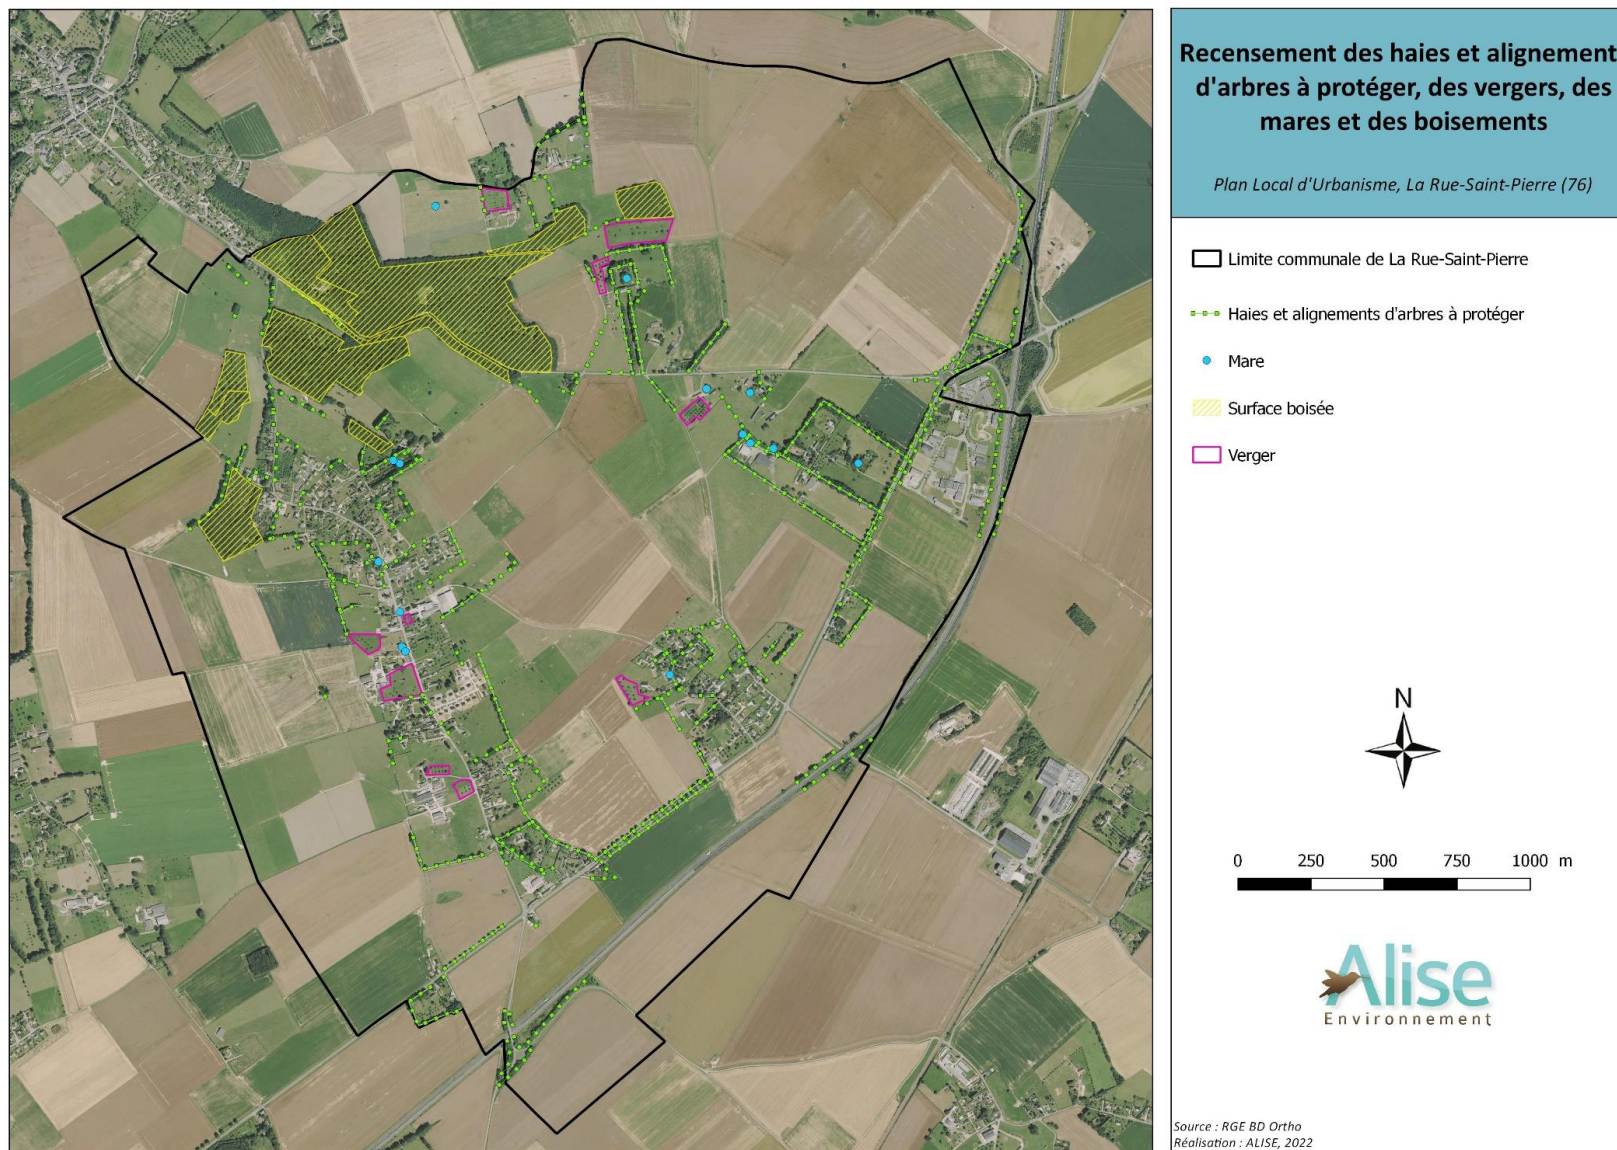 Recensement des haies et alignement
d'arbres à protéger, des vergers, des
mares et des boisements
Plan Local d'Urbanisme, La Rue-Saint-Pierre (76)
Limite communale de La Rue-Saint-Pierre
Haies et alignements d'arbres à protéger
Mare
Surface boisée
Verger
N
0 250 500 750 1000 m
Alise
Environnement
Source : RGE BD Ortho
Réalisation : ALISE, 2022